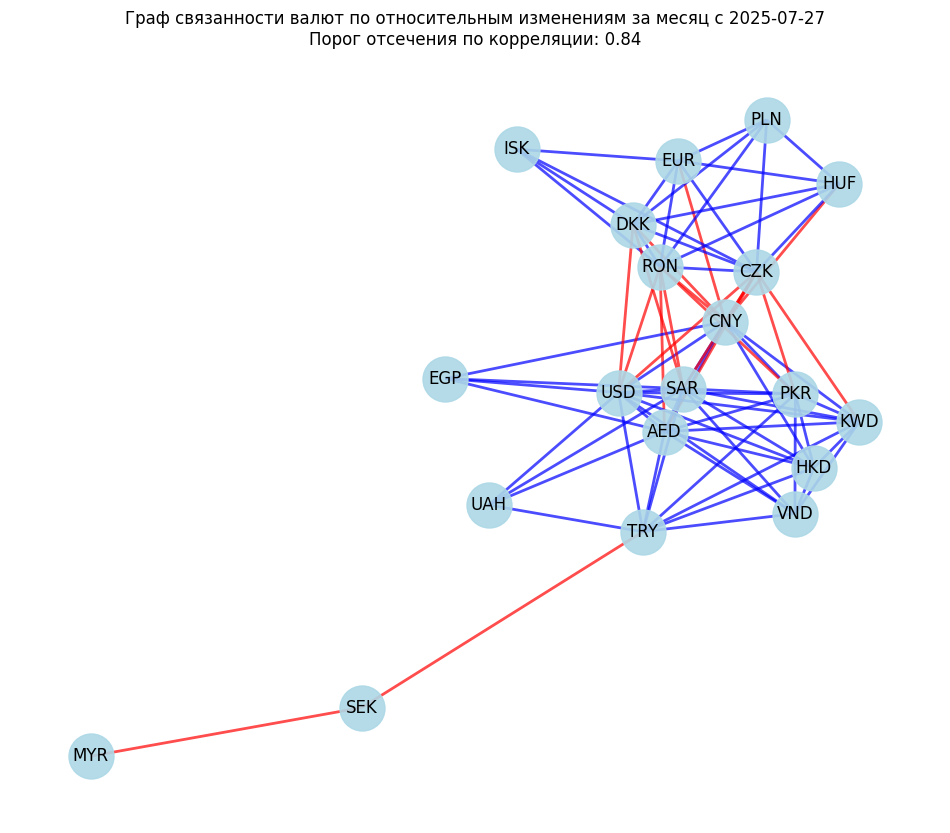 Граф связанности валют по относительным изменениям за месяц с 2025-07-27
Порог отсечения по корреляции: 0.84
PLN
ISK
EUR
HUF
DKK
RON
CZK
CNY
EGP
USD
SAR
PKR
KWD
AED
HKD
UAH
VND
TRY
SEK
MYR